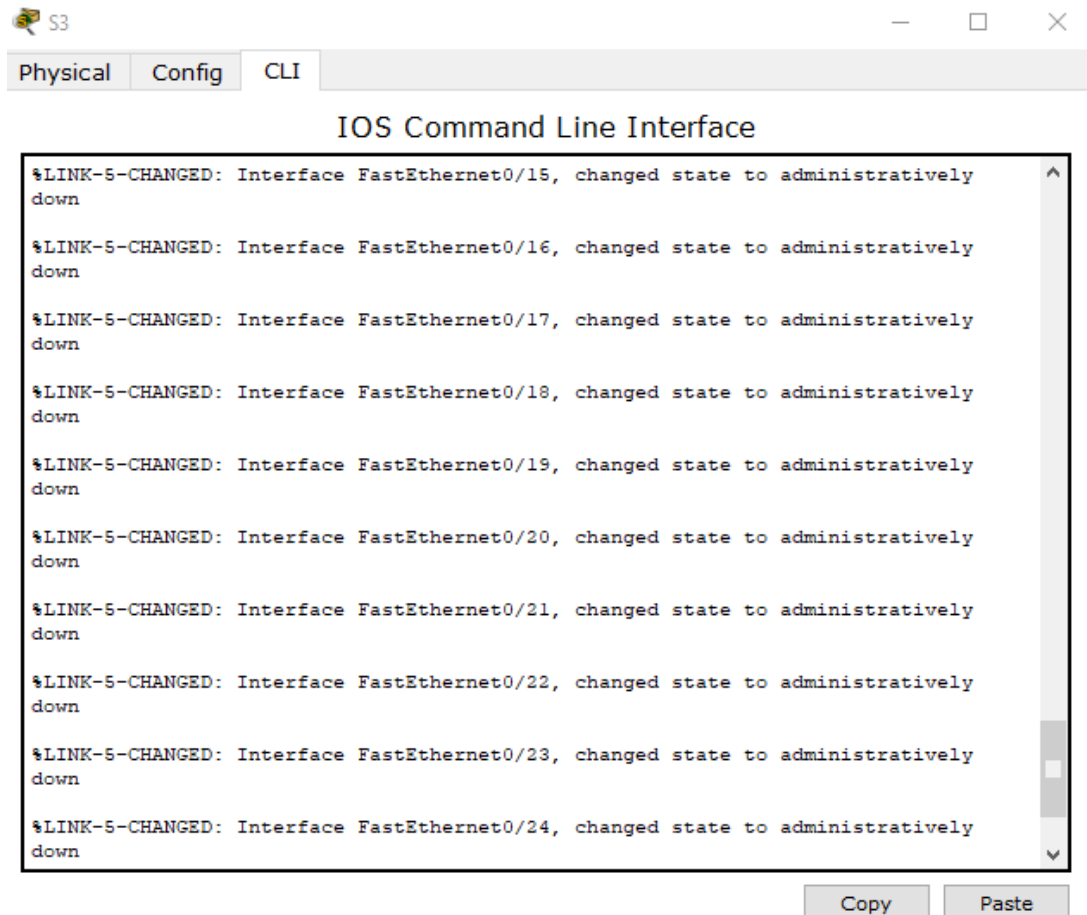 S3
Physical Config CLI
IOS Command Line Interface
%LINK-5-CHANGED: Interface FastEthernet0/15, changed state to administratively
down
%LINK-5-CHANGED: Interface FastEthernet0/16, changed state to administratively
down
%LINK-5-CHANGED: Interface FastEthernet0/17, changed state to administratively
down
%LINK-5-CHANGED: Interface FastEthernet0/18, changed state to administratively
down
%LINK-5-CHANGED: Interface FastEthernet0/19, changed state to administratively
down
%LINK-5-CHANGED: Interface FastEthernet0/20, changed state to administratively
down
%LINK-5-CHANGED: Interface FastEthernet0/21, changed state to administratively
down
%LINK-5-CHANGED: Interface FastEthernet0/22, changed state to administratively
down
%LINK-5-CHANGED: Interface FastEthernet0/23, changed state to administratively
down
%LINK-5-CHANGED: Interface FastEthernet0/24, changed state to administratively
down
Copy Paste